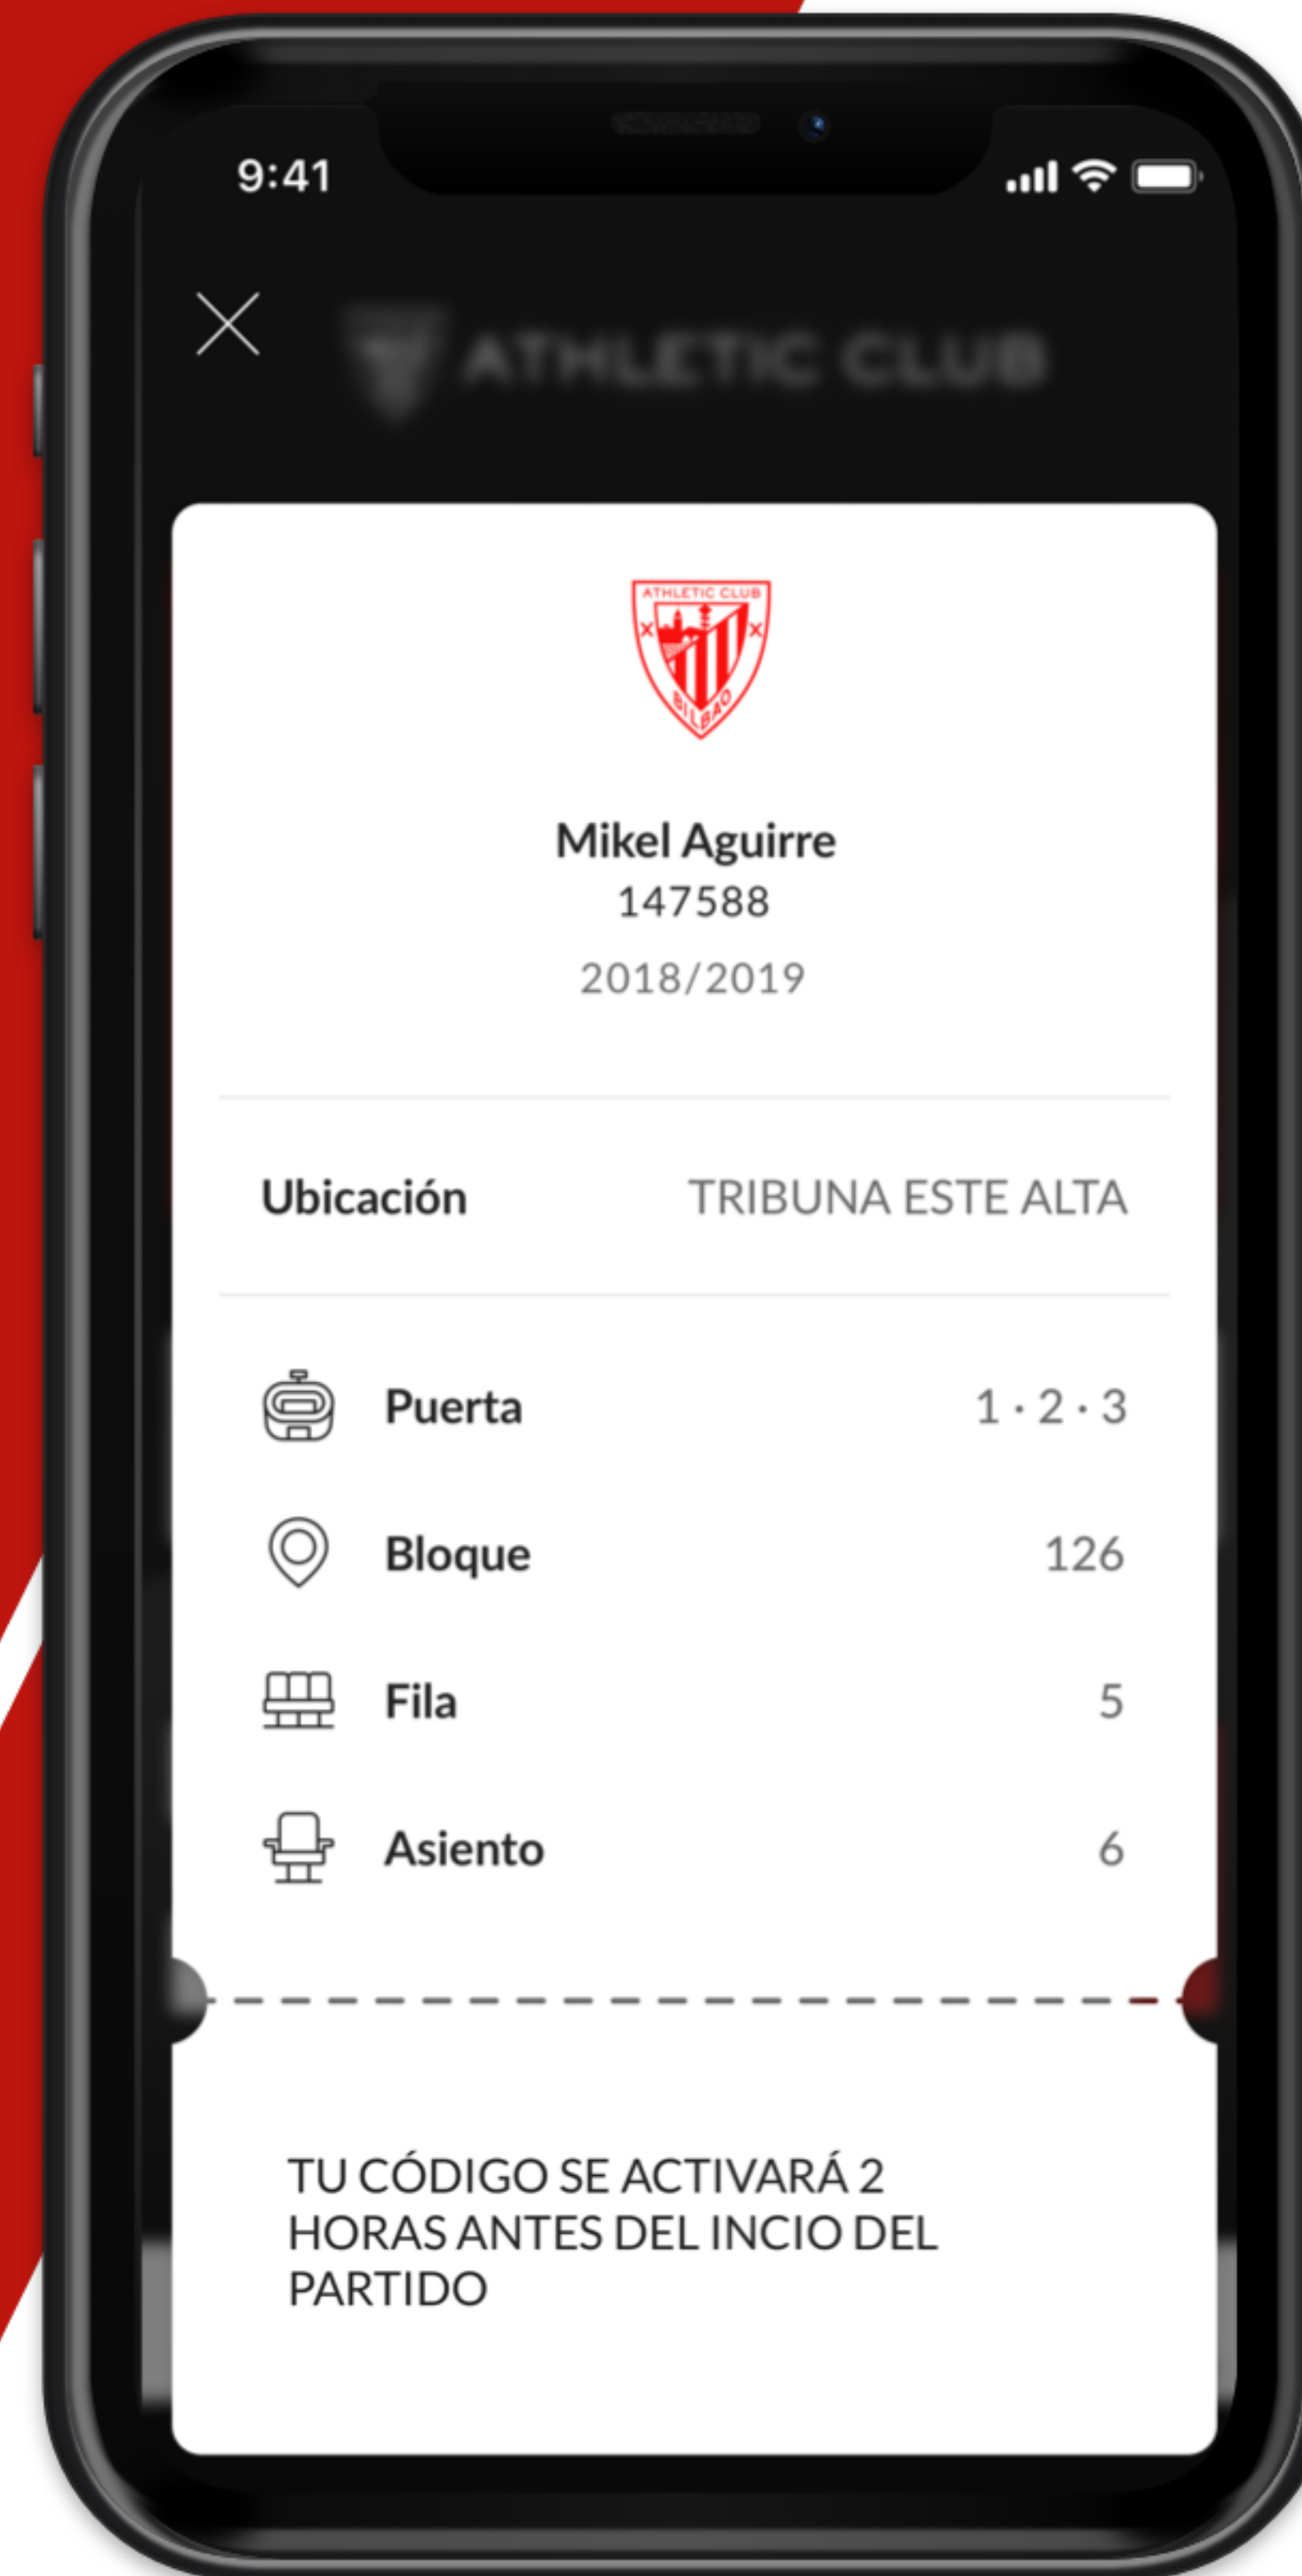 9:41
ATHLETIC CLUB
ATHLETIC CLUB
BILBAO
Mikel Aguirre
147588
2018/2019
Ubicación TRIBUNA ESTE ALTA
Puerta 1 · 2 · 3
Bloque 126
Fila 5
Asiento 6
TU CÓDIGO SE ACTIVARÁ 2
HORAS ANTES DEL INCIO DEL
PARTIDO